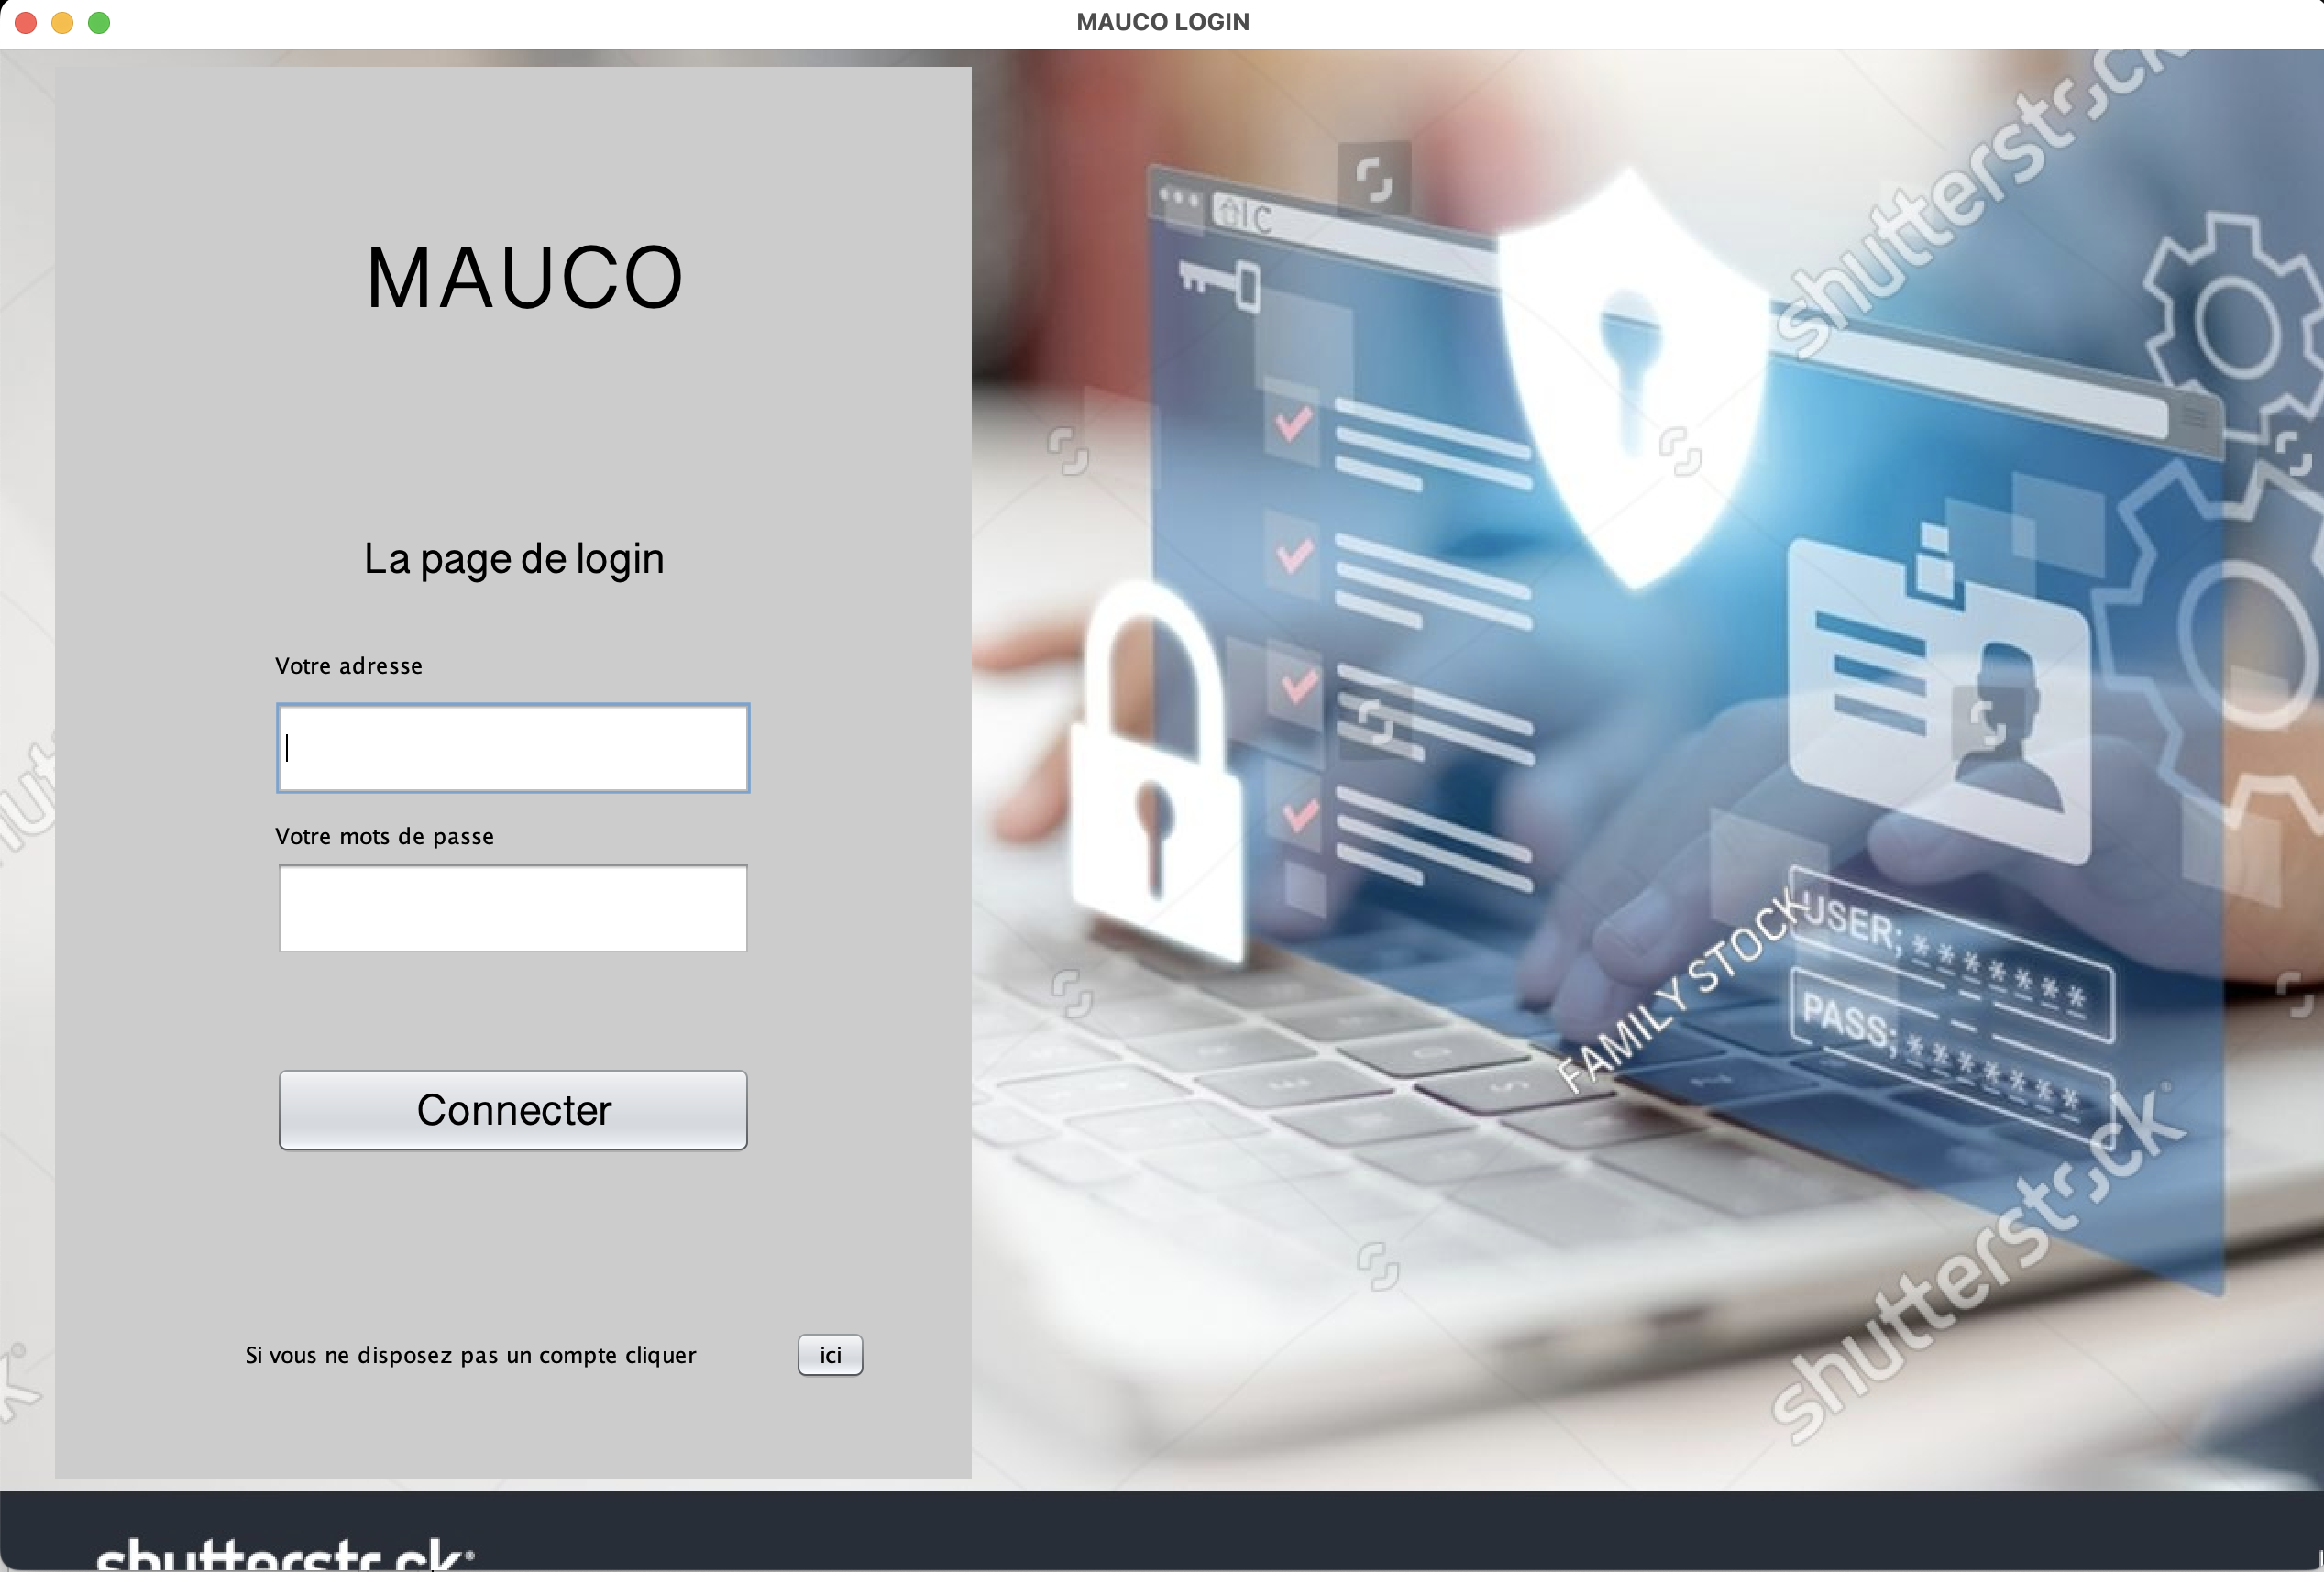 MAUCO LOGIN
MAUCO
La page de login
Votre adresse
Votre mots de passe
Connecter
Si vous ne disposez pas un compte cliquer
ici
C
USER; *******
PASS; *******
FAMILY STOCK
shutterstock
shutterstock
shutterstock